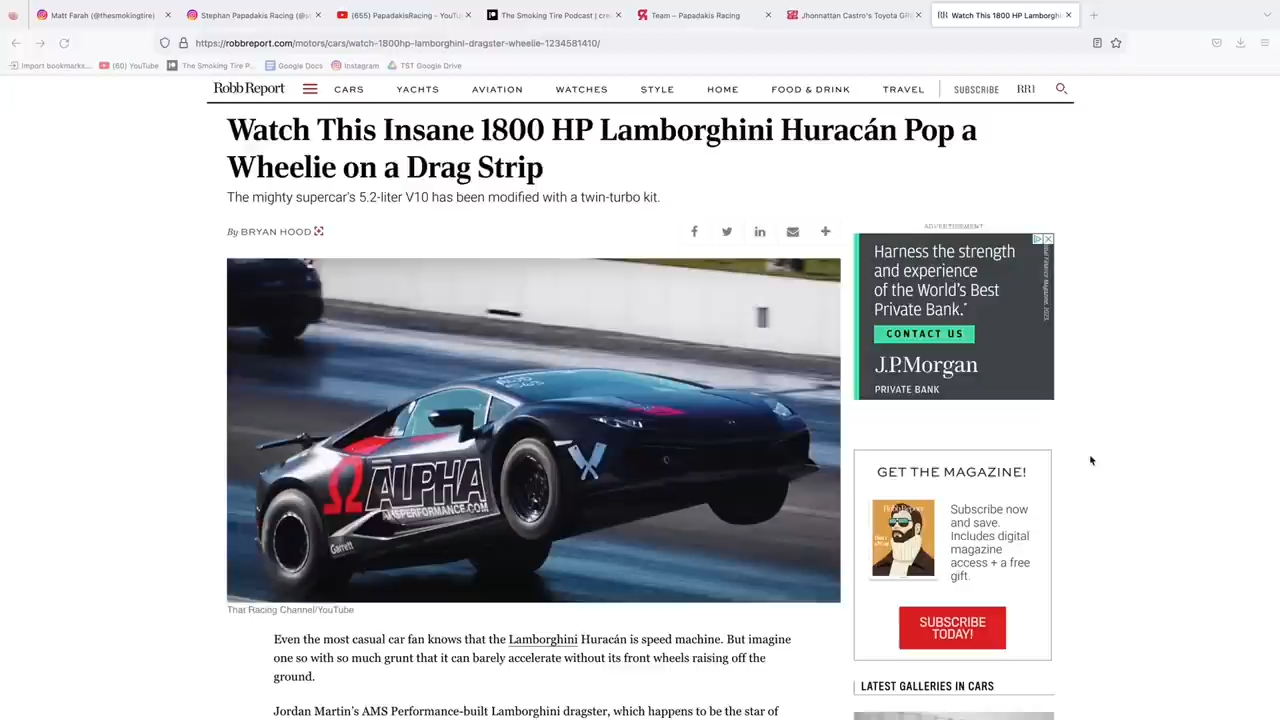 Matt Farah (@thesmokingtire)
Stephan Papadakis Racing (@s
(655) PapadakisRacing - YouTu
The Smoking Tire Podcast | cre
Team – Papadakis Racing
Jhonnattan Castro's Toyota GR
Watch This 1800 HP Lamborghi
https://robbreport.com/motors/cars/watch-1800hp-lamborghini-dragster-wheelie-1234581410/
Import bookmarks...
(60) YouTube
The Smoking Tire P...
Google Docs
Instagram
TST Google Drive
Robb Report
CARS
YACHTS
AVIATION
WATCHES
STYLE
HOME
FOOD & DRINK
TRAVEL
SUBSCRIBE
RR1
Watch This Insane 1800 HP Lamborghini Huracán Pop a
Wheelie on a Drag Strip
The mighty supercar's 5.2-liter V10 has been modified with a twin-turbo kit.
By BRYAN HOOD
ADVERTISEMENT
Harness the strength
and experience
of the World's Best
Private Bank.*
CONTACT US
J.P.Morgan
PRIVATE BANK
ALPHA
AMSPERFORMANCE.COM
Garrett
That Racing Channel/YouTube
GET THE MAGAZINE!
Robb Report
Subscribe now
and save.
Includes digital
magazine
access + a free
gift.
SUBSCRIBE
TODAY!
Even the most casual car fan knows that the Lamborghini Huracán is speed machine. But imagine
one so with so much grunt that it can barely accelerate without its front wheels raising off the
ground.
LATEST GALLERIES IN CARS
Jordan Martin's AMS Performance-built Lamborghini dragster, which happens to be the star of